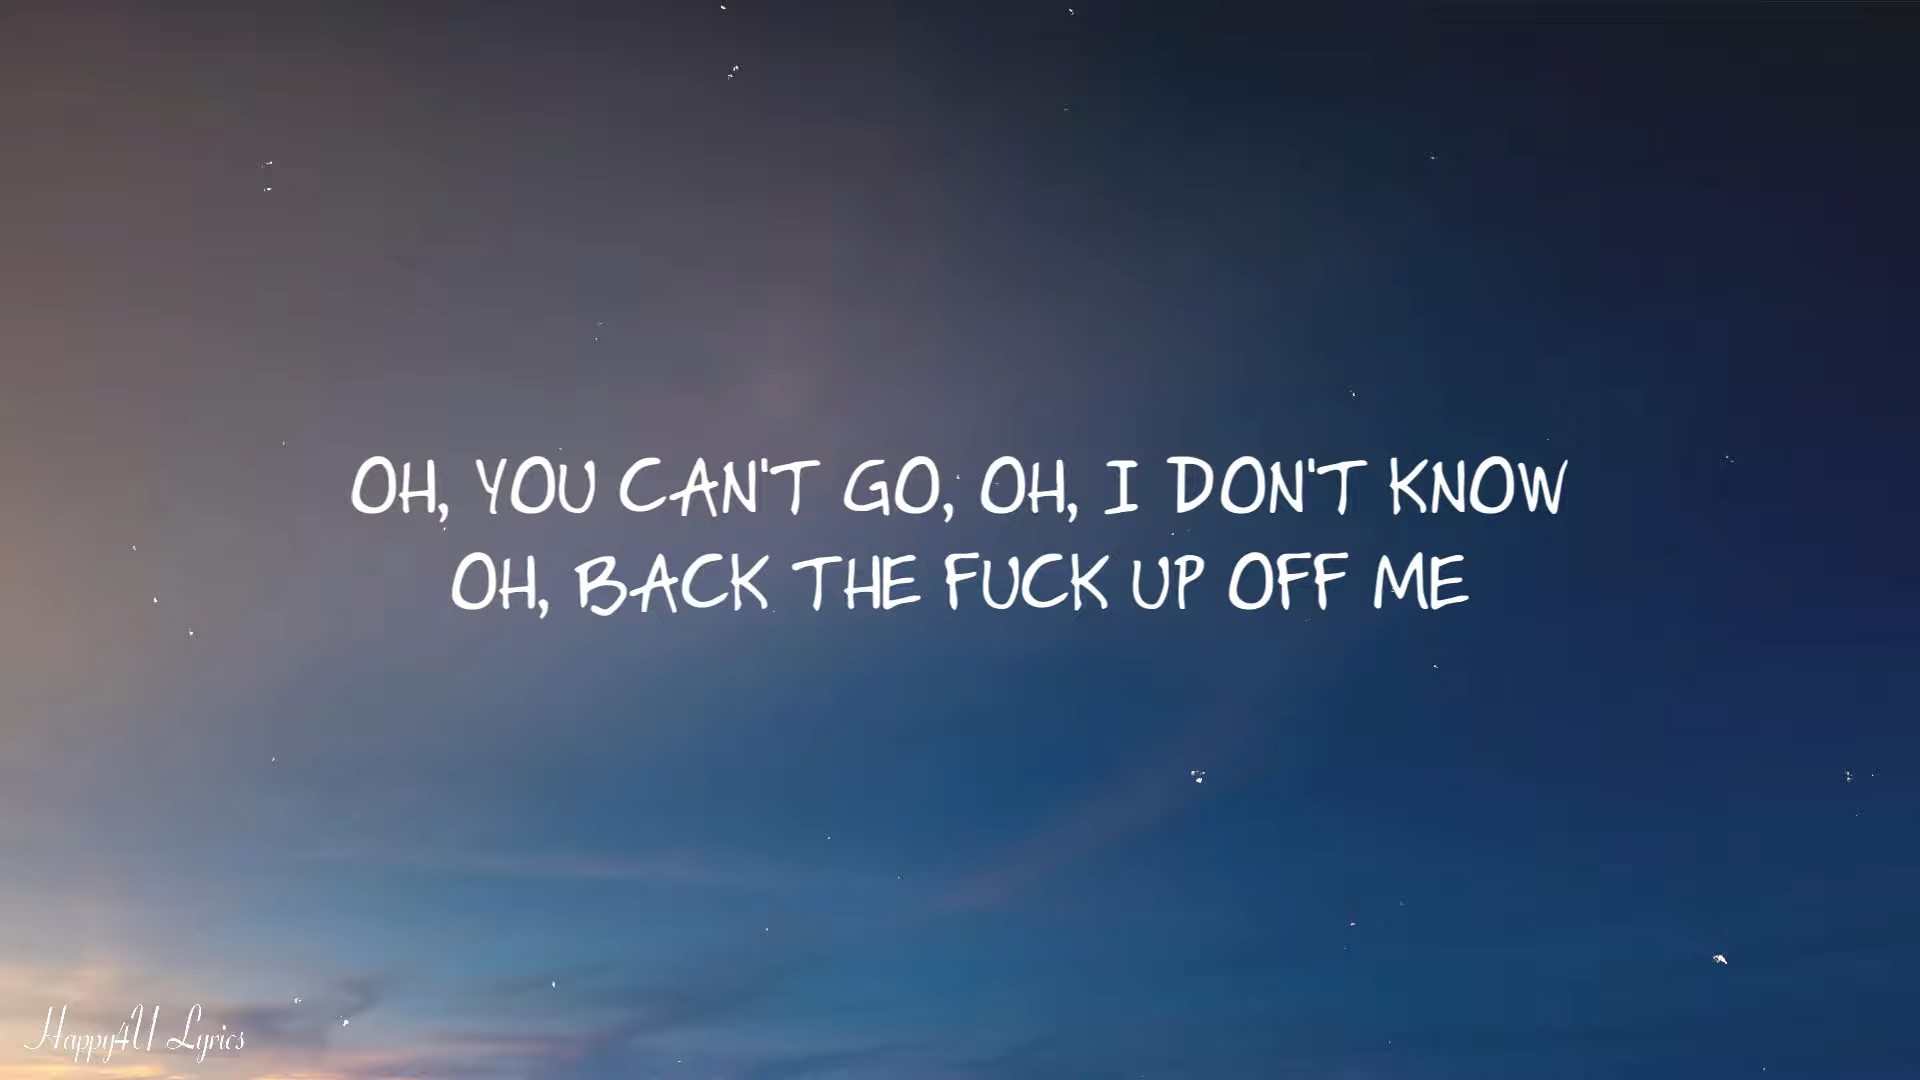 OH, YOU CAN'T GO, OH, I DON'T KNOW
OH, BACK THE FUCK UP OFF ME
Happy4U Lyrics